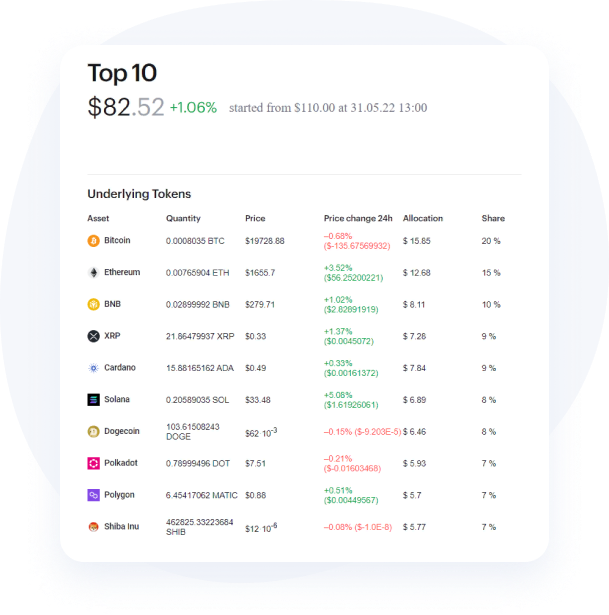 Top 10
$82.52 +1.06% started from $110.00 at 31.05.22 13:00
Underlying Tokens
Asset Quantity Price Price change 24h Allocation Share
Bitcoin 0.0008035 BTC $19728.88 –0.68% ($-135.67569932) $ 15.85 20 %
Ethereum 0.00765904 ETH $1655.7 +3.52% ($56.25200221) $ 12.68 15 %
BNB 0.02899992 BNB $279.71 +1.02% ($2.82891919) $ 8.11 10 %
XRP 21.86479937 XRP $0.33 +1.37% ($0.0045072) $ 7.28 9 %
Cardano 15.88165162 ADA $0.49 +0.33% ($0.00161372) $ 7.84 9 %
Solana 0.20589035 SOL $33.48 +5.08% ($1.61926061) $ 6.89 8 %
Dogecoin 103.61508243 DOGE $62·10⁻³ –0.15% ($-9.203E-5) $ 6.46 8 %
Polkadot 0.78999496 DOT $7.51 –0.21% ($-0.01603468) $ 5.93 7 %
Polygon 6.45417062 MATIC $0.88 +0.51% ($0.00449567) $ 5.7 7 %
Shiba Inu 462825.33223684 SHIB $12·10⁻⁶ –0.08% ($-1.0E-8) $ 5.77 7 %